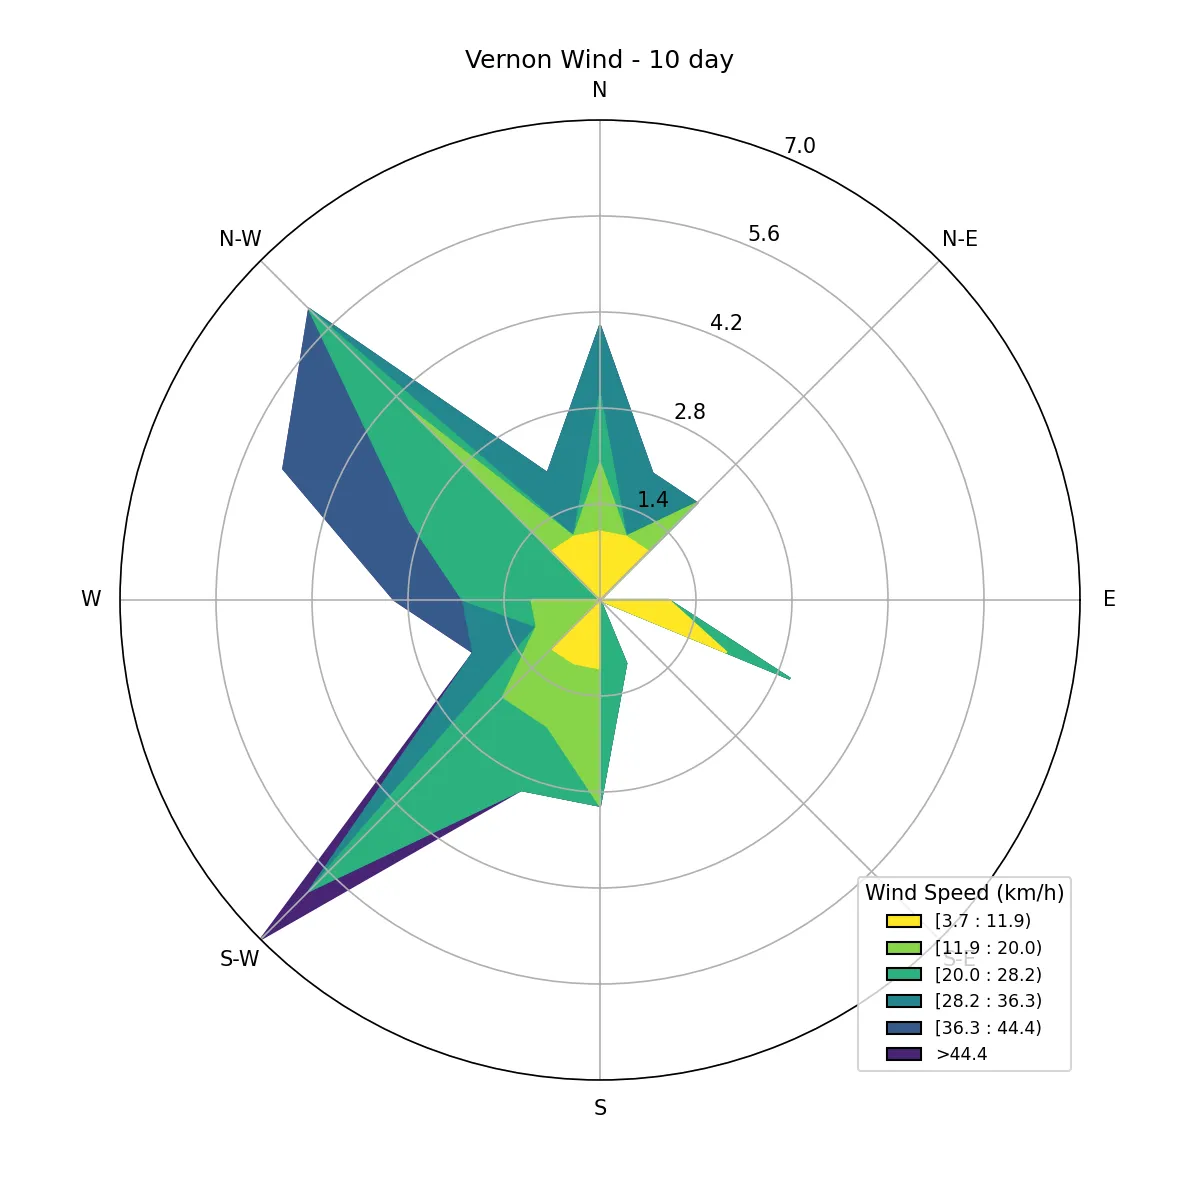 Vernon Wind - 10 day
N
7.0
N-W
5.6
N-E
4.2
2.8
1.4
W
E
S-W
S-E
S
Wind Speed (km/h)
[3.7 : 11.9)
[11.9 : 20.0)
[20.0 : 28.2)
[28.2 : 36.3)
[36.3 : 44.4)
>44.4